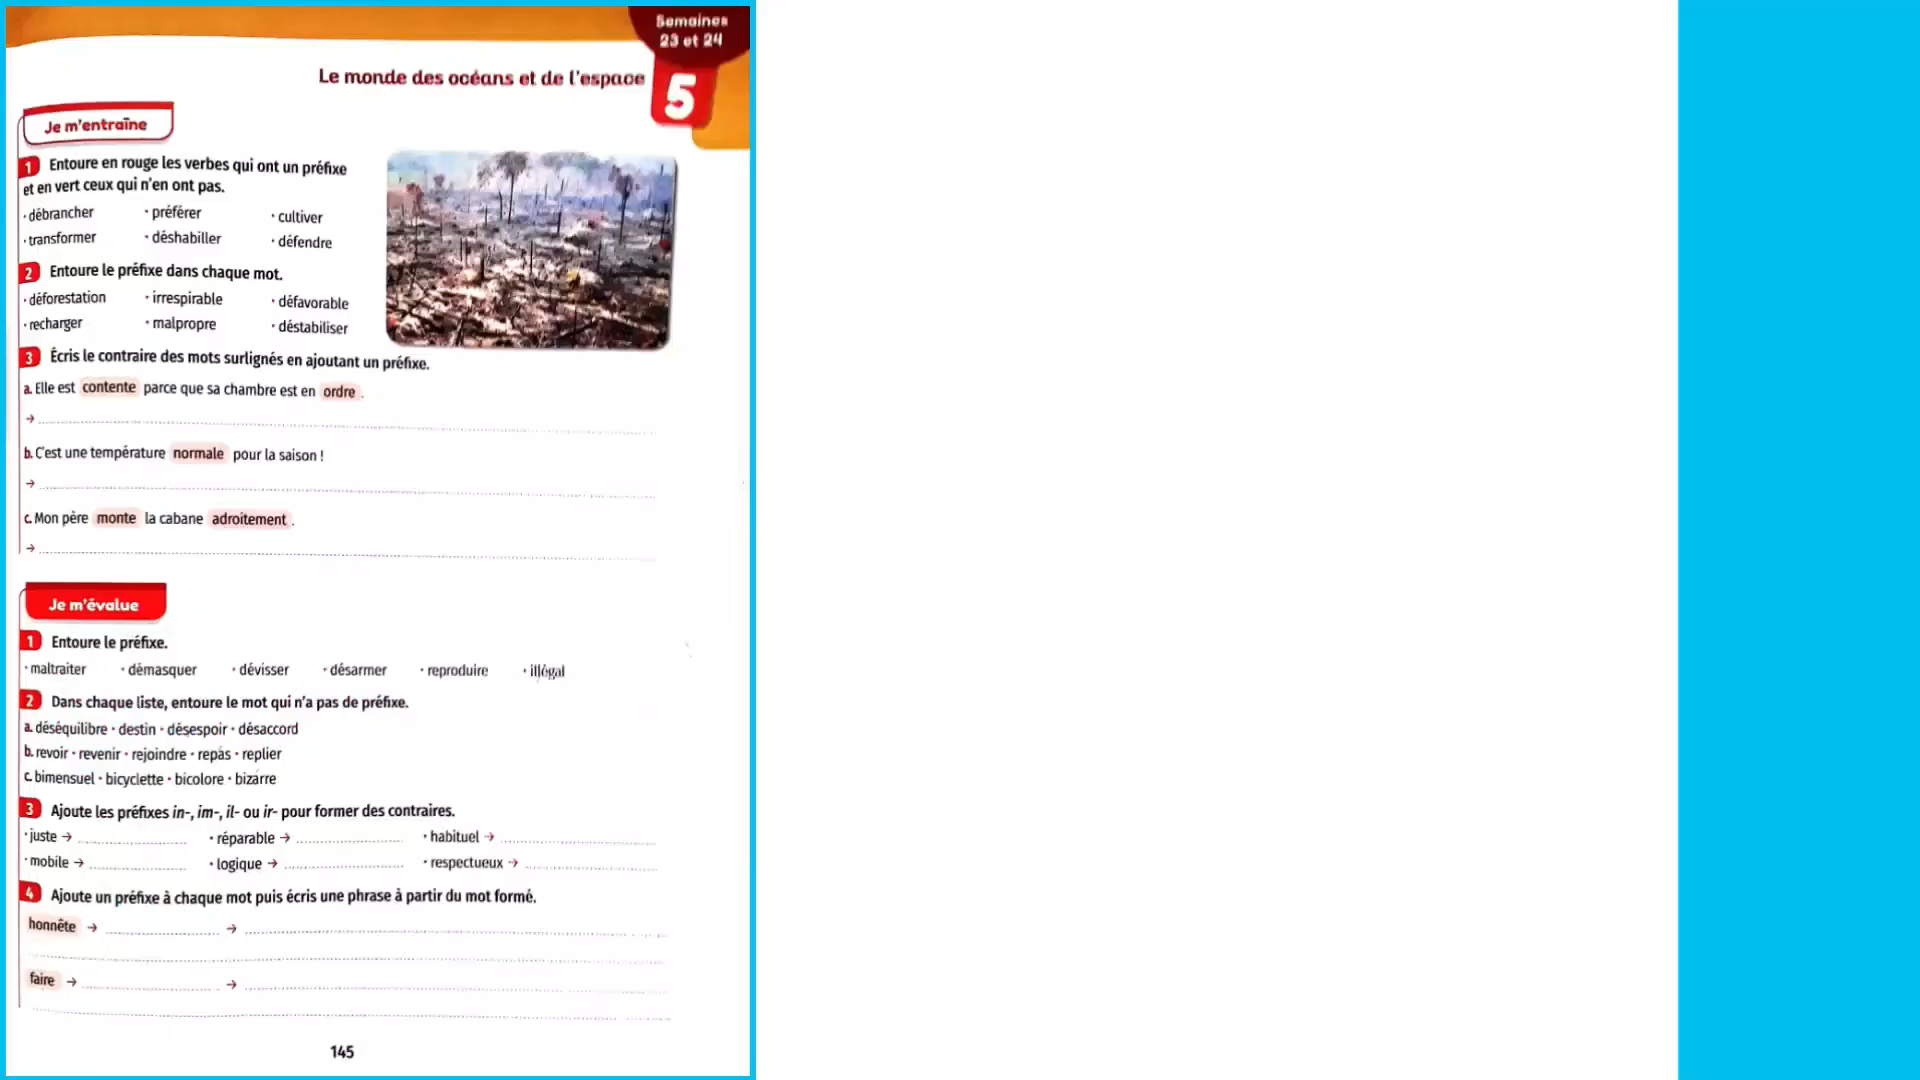 Semaines
23 et 24
Le monde des océans et de l'espace
5
Je m'entraîne
1 Entoure en rouge les verbes qui ont un préfixe
et en vert ceux qui n'en ont pas.
• débrancher • préférer • cultiver
• transformer • déshabiller • défendre
2 Entoure le préfixe dans chaque mot.
• déforestation • irrespirable • défavorable
• recharger • malpropre • déstabiliser
3 Écris le contraire des mots surlignés en ajoutant un préfixe.
a. Elle est contente parce que sa chambre est en ordre.
→
b. C'est une température normale pour la saison !
→
c. Mon père monte la cabane adroitement.
→
Je m'évalue
1 Entoure le préfixe.
• maltraiter • démasquer • dévisser • désarmer • reproduire • illégal
2 Dans chaque liste, entoure le mot qui n'a pas de préfixe.
a. déséquilibre • destin • désespoir • désaccord
b. revoir • revenir • rejoindre • repas • replier
c. bimensuel • bicyclette • bicolore • bizarre
3 Ajoute les préfixes in-, im-, il- ou ir- pour former des contraires.
• juste → • réparable → • habituel →
• mobile → • logique → • respectueux →
4 Ajoute un préfixe à chaque mot puis écris une phrase à partir du mot formé.
honnête → →
faire → →
145